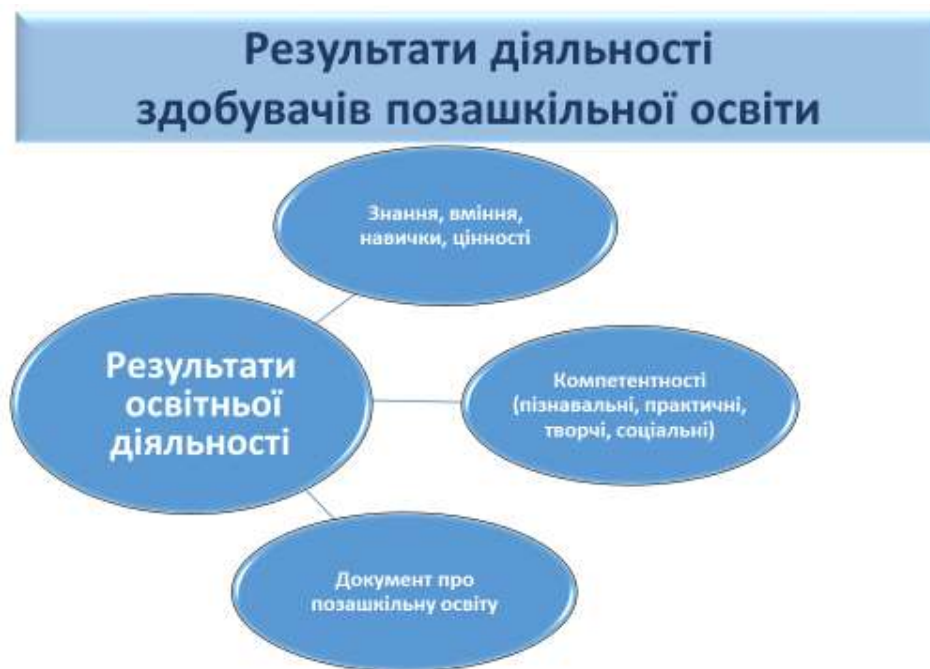 Результати діяльності
здобувачів позашкільної освіти
Знання, вміння,
навички, цінності
Результати
освітньої
діяльності
Компетентності
(пізнавальні, практичні,
творчі, соціальні)
Документ про
позашкільну освіту